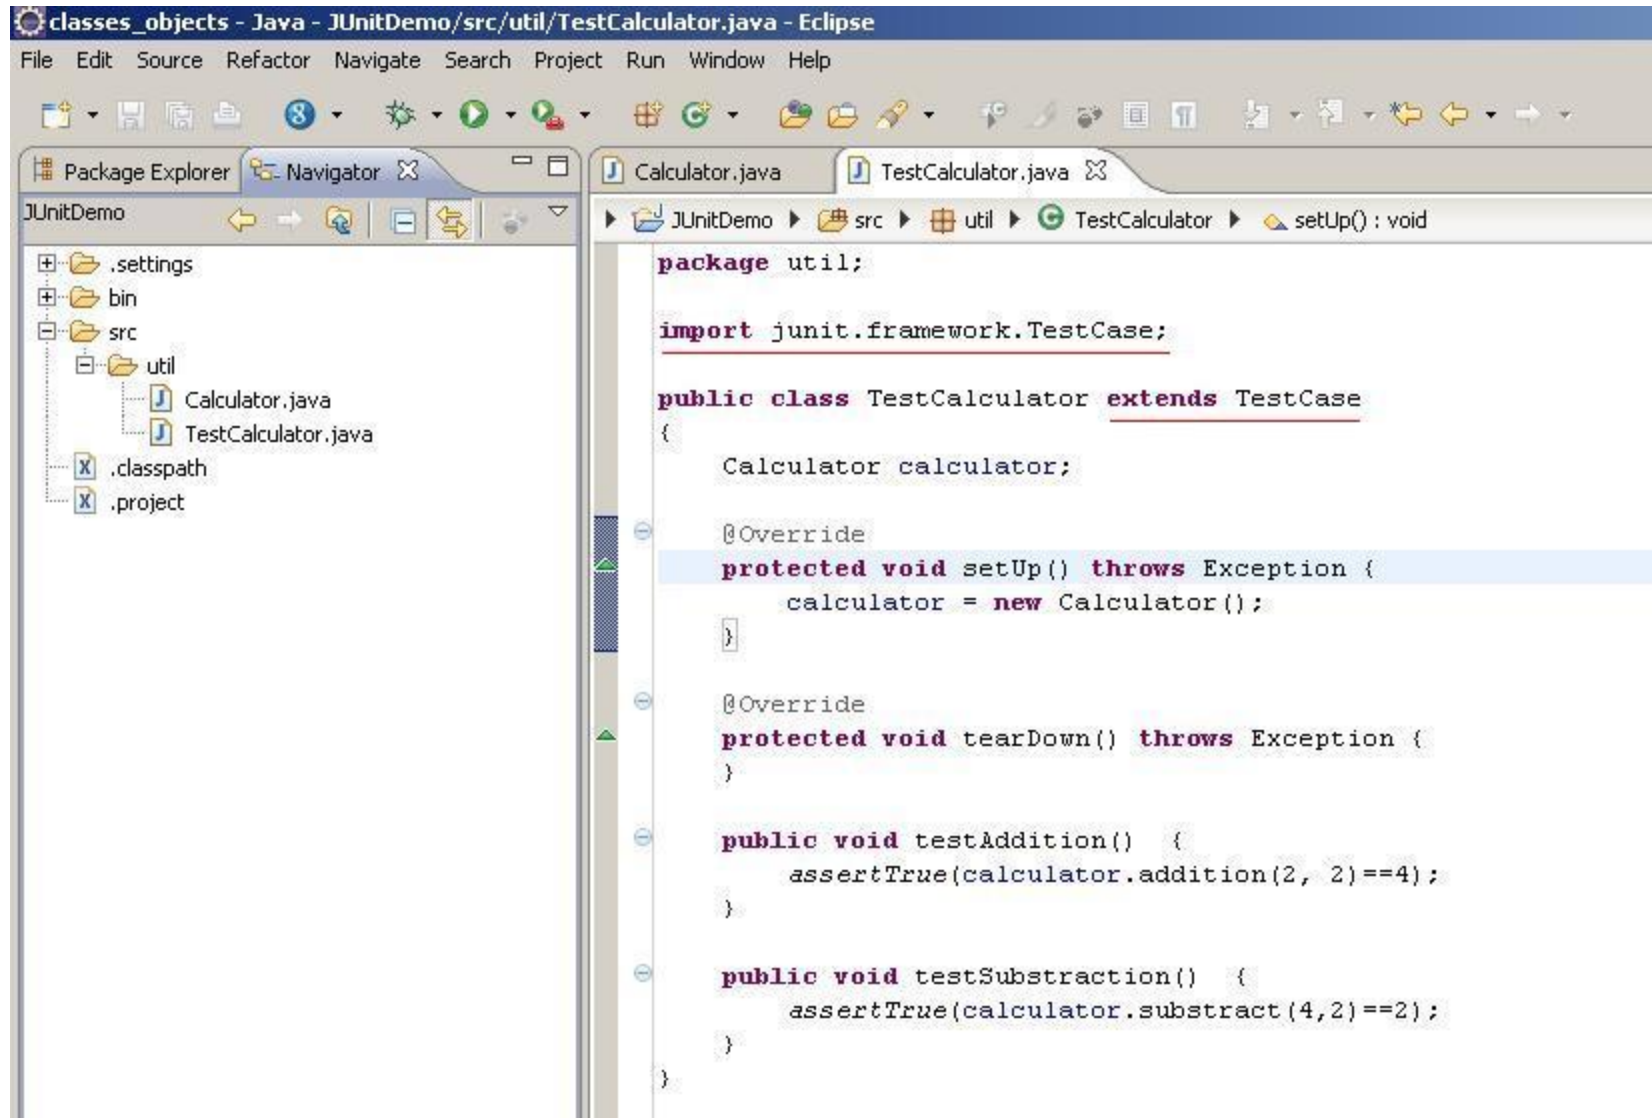 classes_objects - Java - JUnitDemo/src/util/TestCalculator.java - Eclipse
File Edit Source Refactor Navigate Search Project Run Window Help
Package Explorer Navigator
JUnitDemo
.settings
bin
src
util
Calculator.java
TestCalculator.java
.classpath
.project
Calculator.java TestCalculator.java
JUnitDemo src util TestCalculator setUp() : void
package util;
import junit.framework.TestCase;
public class TestCalculator extends TestCase
{
Calculator calculator;
@Override
protected void setUp() throws Exception {
calculator = new Calculator();
}
@Override
protected void tearDown() throws Exception {
}
public void testAddition() {
assertTrue(calculator.addition(2, 2)==4);
}
public void testSubstraction() {
assertTrue(calculator.substract(4,2)==2);
}
}